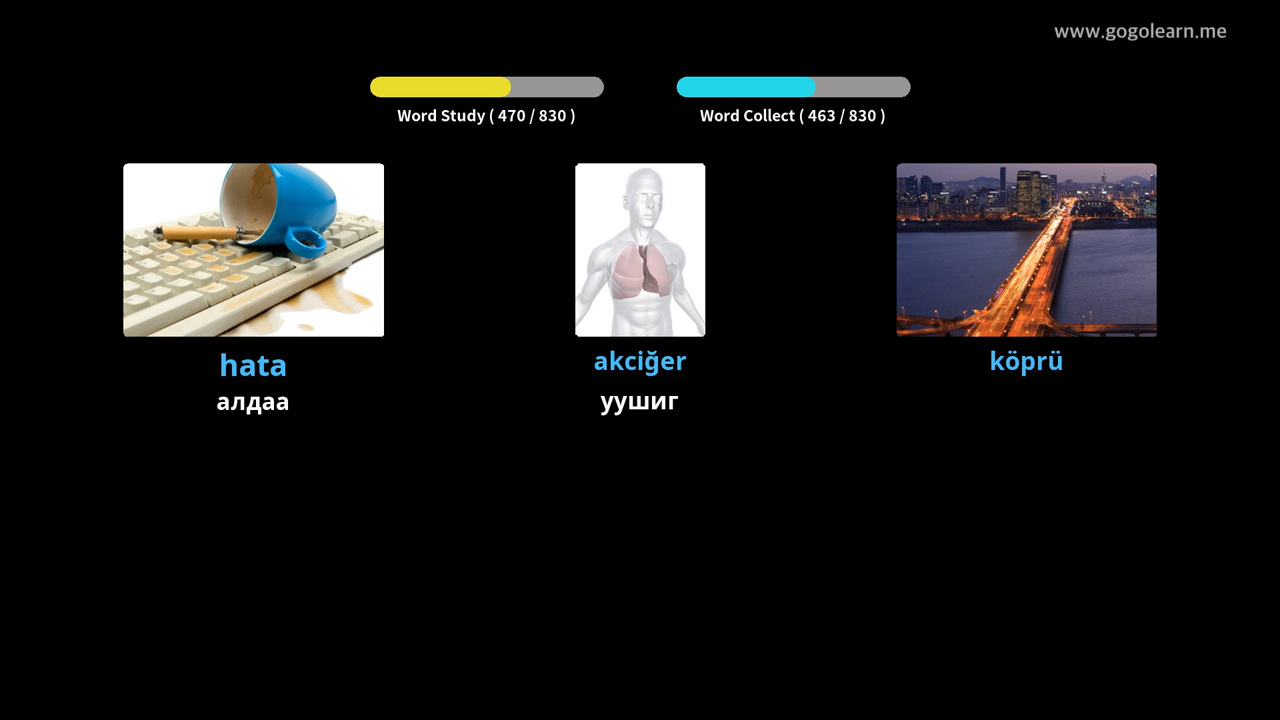 www.gogolearn.me
Word Study ( 470 / 830 )
Word Collect ( 463 / 830 )
hata
akciğer
köprü
алдаа
уушиг